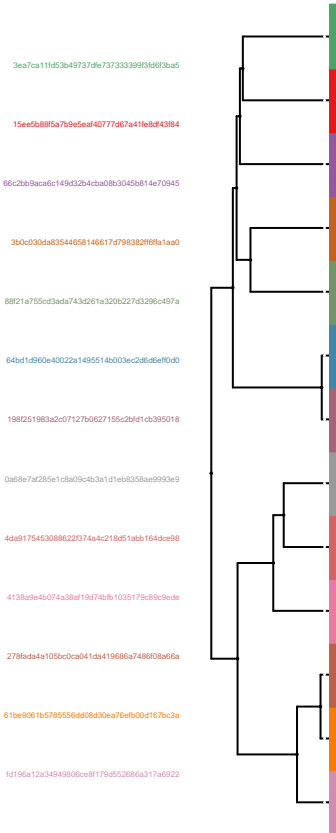 3ea7ca11fd53b49737dfe737333399f3fd6f3ba5
15ee5b88f5a7b9e5eaf40777d67a41fe8df43f84
66c2bb9aca6c149d32b4cba08b3045b814e70945
3b0c030da83544658146617d798382ff6ffa1aa0
88f21a755cd3ada743d261a320b227d3296c497a
64bd1d960e40022a1495514b003ec2d6d6eff0d0
198f251983a2c07127b0627155c2bfd1cb395018
0a68e7af285e1c8a09c4b3a1d1eb8358ae9993e9
4da9175453088622f374a4c218d51abb164dce98
4138a9e4b074a38af19d74bfb1035179c89c9ede
278fada4a105bc0ca041da419686a7486f08a66a
61be9061b5785556dd08d30ea76efb00d167bc3a
fd196a12a34949806ce8f179d552686a317a6922